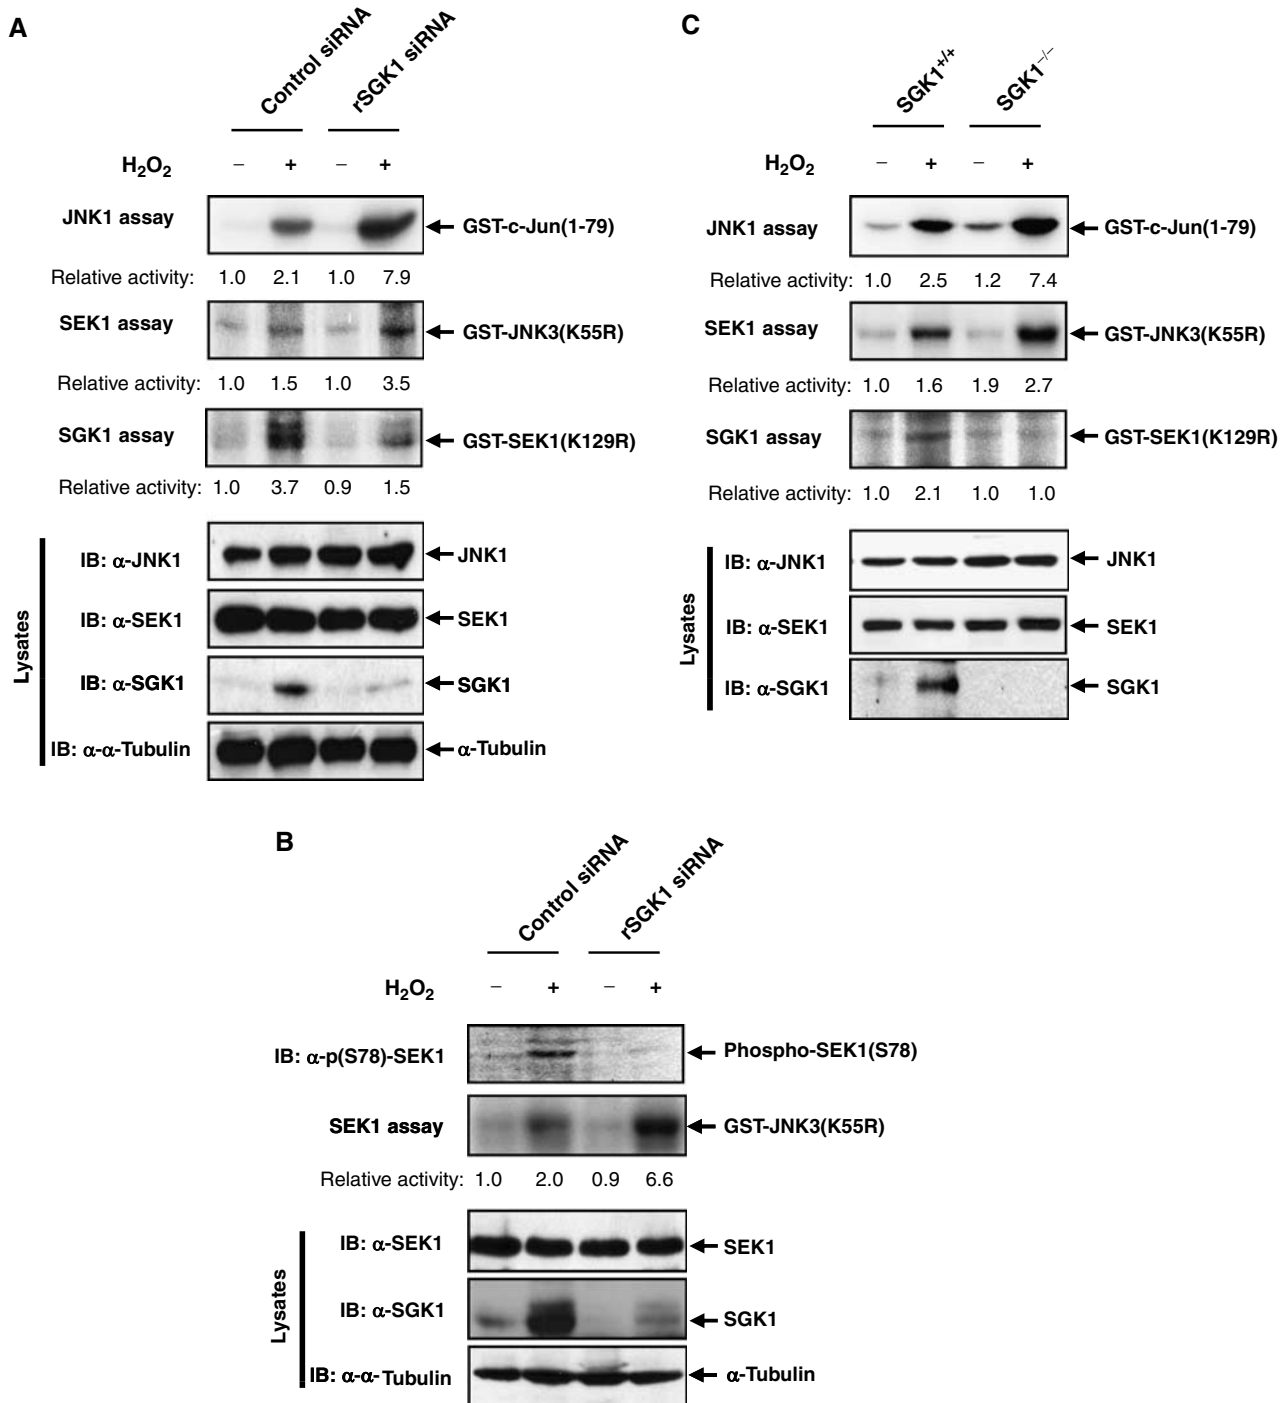 A
Control siRNA
rSGK1 siRNA
H2O2 – + – +
JNK1 assay GST-c-Jun(1-79)
Relative activity: 1.0 2.1 1.0 7.9
SEK1 assay GST-JNK3(K55R)
Relative activity: 1.0 1.5 1.0 3.5
SGK1 assay GST-SEK1(K129R)
Relative activity: 1.0 3.7 0.9 1.5
Lysates
IB: α-JNK1 JNK1
IB: α-SEK1 SEK1
IB: α-SGK1 SGK1
IB: α-α-Tubulin α-Tubulin
C
SGK1+/+
SGK1−/−
H2O2 – + – +
JNK1 assay GST-c-Jun(1-79)
Relative activity: 1.0 2.5 1.2 7.4
SEK1 assay GST-JNK3(K55R)
Relative activity: 1.0 1.6 1.9 2.7
SGK1 assay GST-SEK1(K129R)
Relative activity: 1.0 2.1 1.0 1.0
Lysates
IB: α-JNK1 JNK1
IB: α-SEK1 SEK1
IB: α-SGK1 SGK1
B
Control siRNA
rSGK1 siRNA
H2O2 – + – +
IB: α-p(S78)-SEK1 Phospho-SEK1(S78)
SEK1 assay GST-JNK3(K55R)
Relative activity: 1.0 2.0 0.9 6.6
Lysates
IB: α-SEK1 SEK1
IB: α-SGK1 SGK1
IB: α-α-Tubulin α-Tubulin